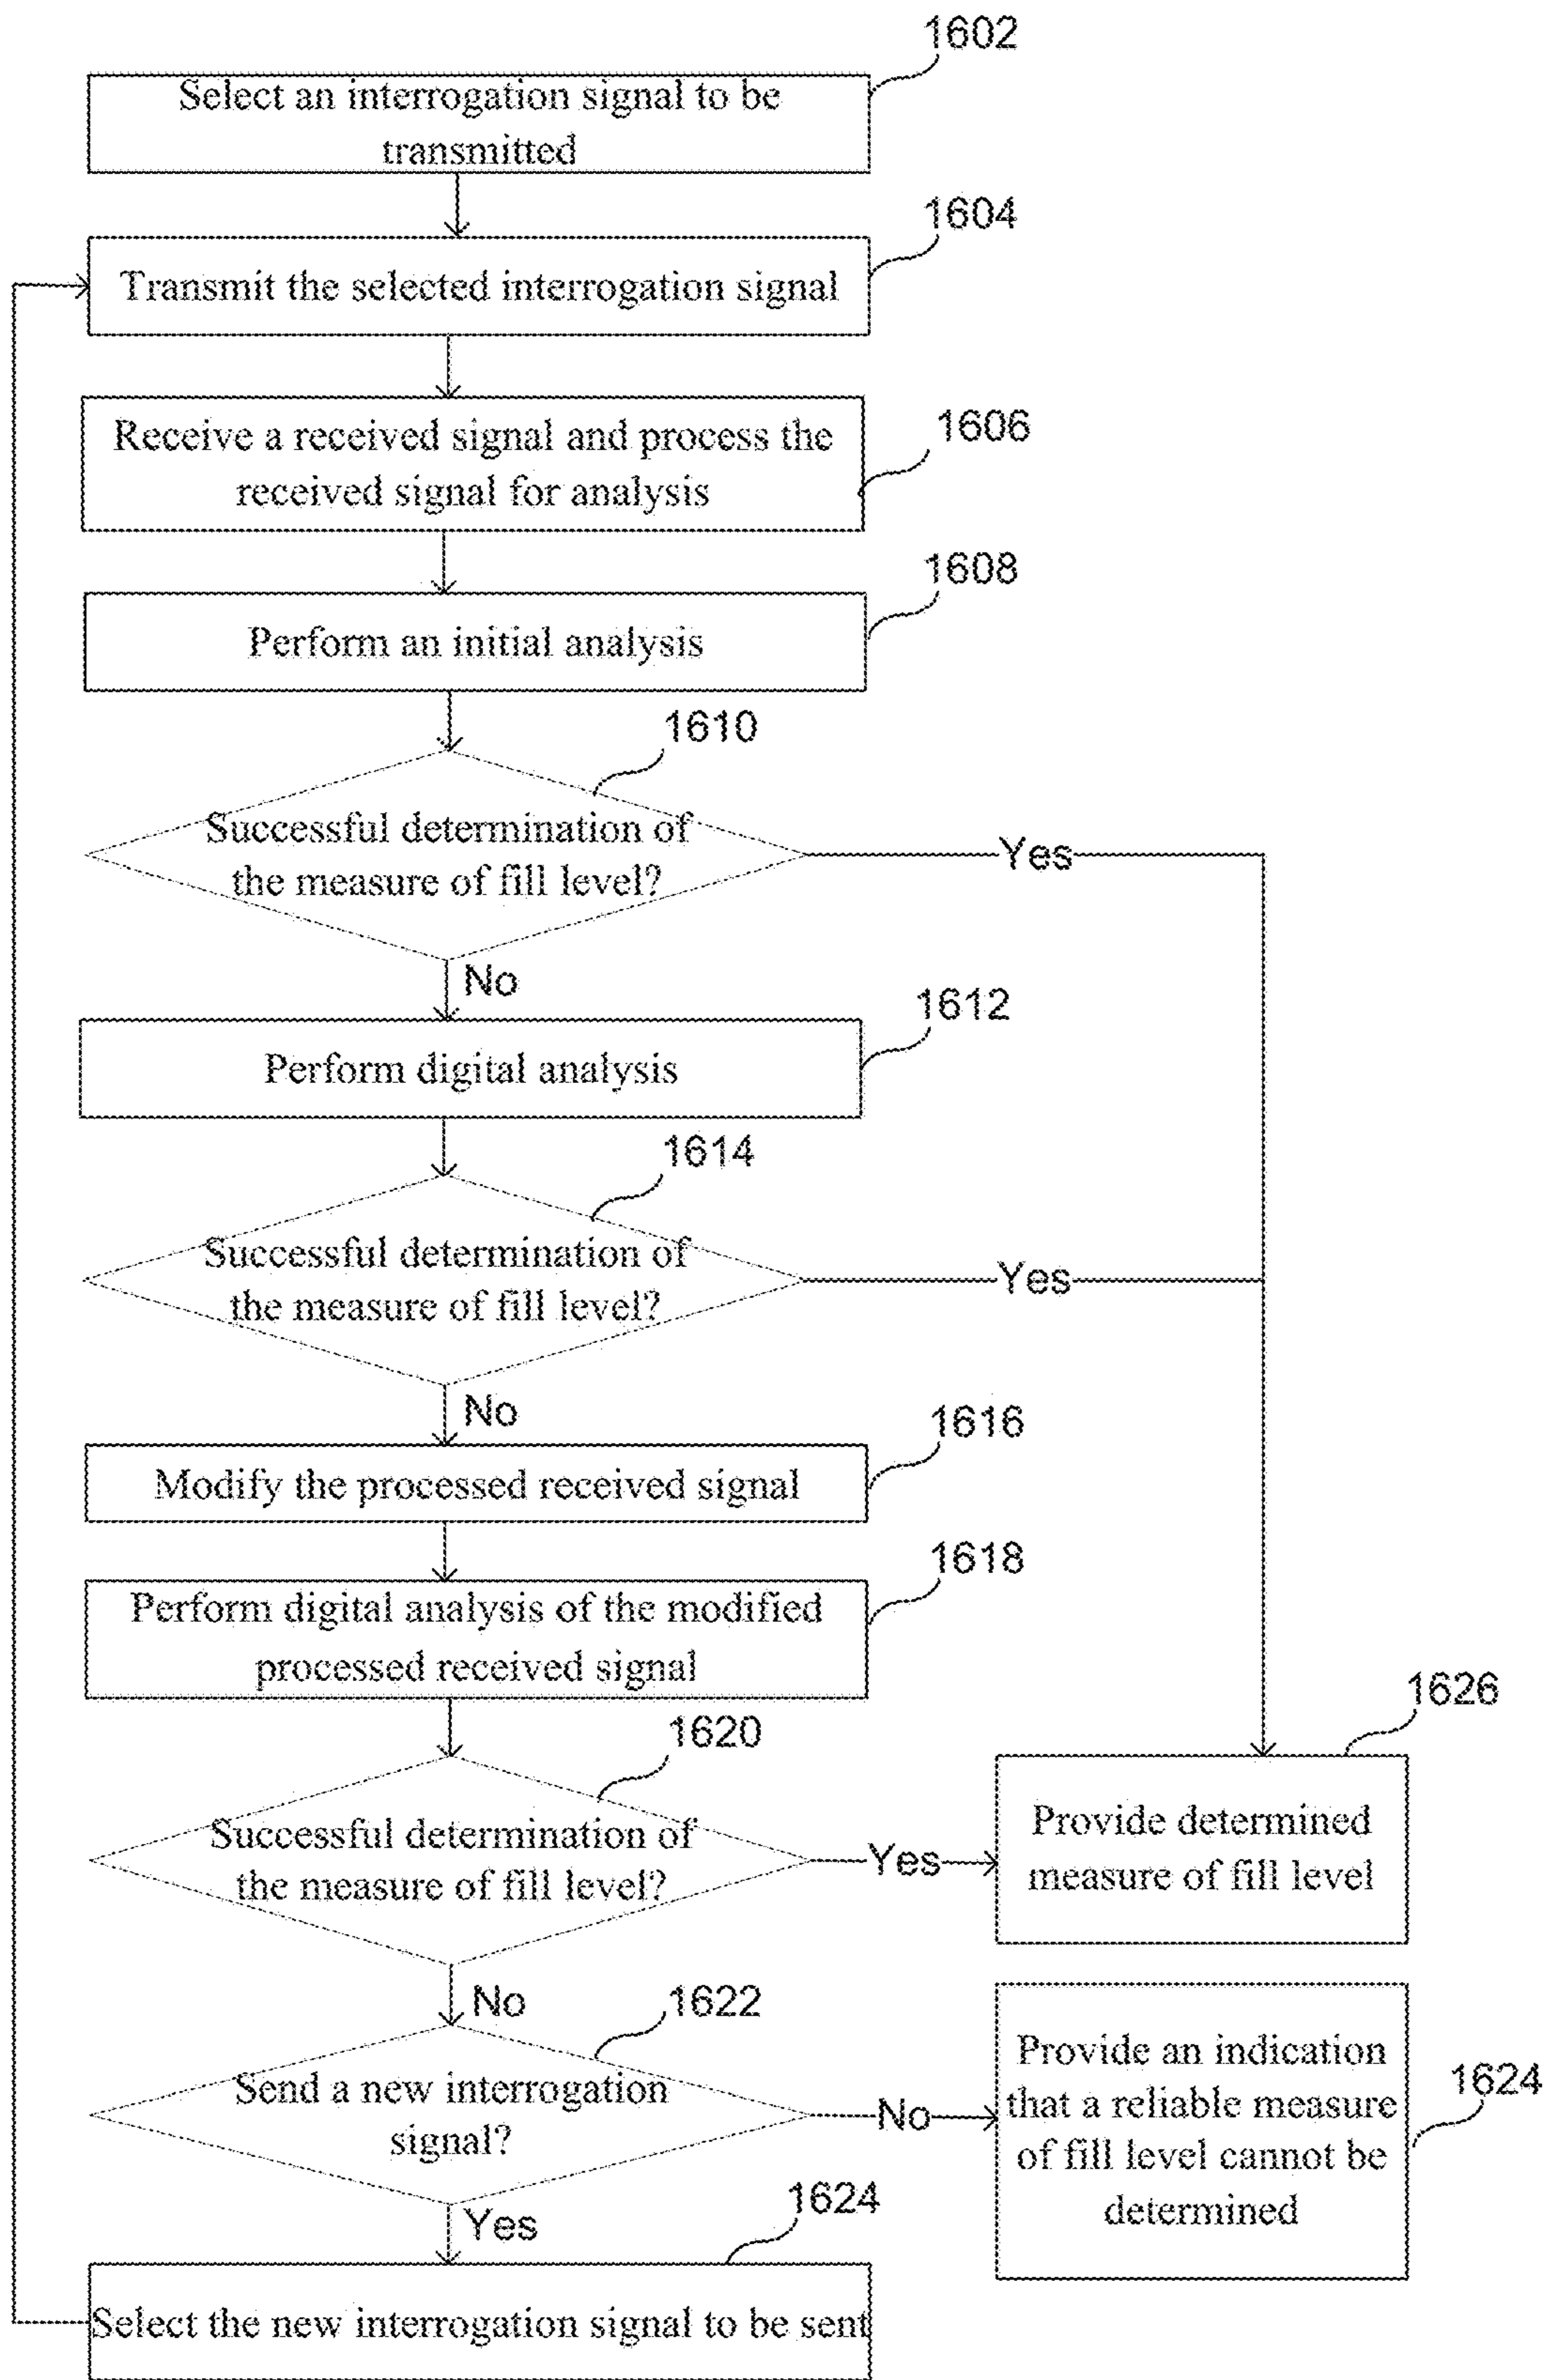 1602
Select an interrogation signal to be
transmitted
1604
Transmit the selected interrogation signal
1606
Receive a received signal and process the
received signal for analysis
1608
Perform an initial analysis
1610
Successful determination of
the measure of fill level?
Yes
No
1612
Perform digital analysis
1614
Successful determination of
the measure of fill level?
Yes
No
1616
Modify the processed received signal
1618
Perform digital analysis of the modified
processed received signal
1620
Successful determination of
the measure of fill level?
Yes
1626
Provide determined
measure of fill level
No
1622
Send a new interrogation
signal?
No
Provide an indication
that a reliable measure
of fill level cannot be
determined
1624
Yes
1624
Select the new interrogation signal to be sent